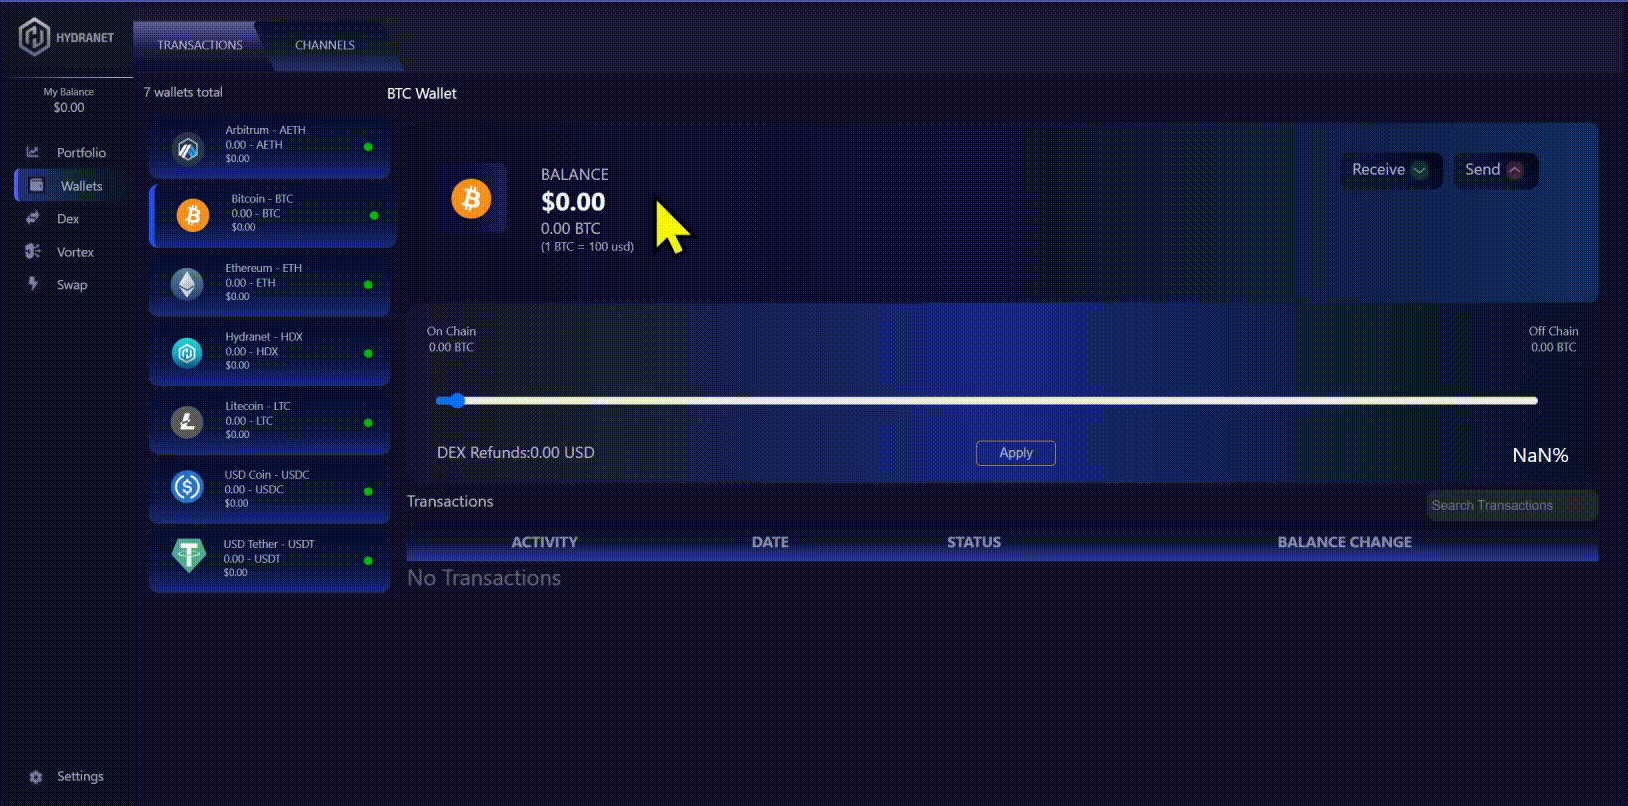 HYDRANET
TRANSACTIONS
CHANNELS
My Balance
$0.00
Portfolio
Wallets
Dex
Vortex
Swap
Settings
7 wallets total
Arbitrum - AETH
0.00 - AETH
$0.00
Bitcoin - BTC
0.00 - BTC
$0.00
Ethereum - ETH
0.00 - ETH
$0.00
Hydranet - HDX
0.00 - HDX
$0.00
Litecoin - LTC
0.00 - LTC
$0.00
USD Coin - USDC
0.00 - USDC
$0.00
USD Tether - USDT
0.00 - USDT
$0.00
BTC Wallet
BALANCE
$0.00
0.00 BTC
(1 BTC = 100 usd)
Receive
Send
On Chain
0.00 BTC
Off Chain
0.00 BTC
DEX Refunds:0.00 USD
Apply
NaN%
Transactions
Search Transactions
ACTIVITY DATE STATUS BALANCE CHANGE
No Transactions